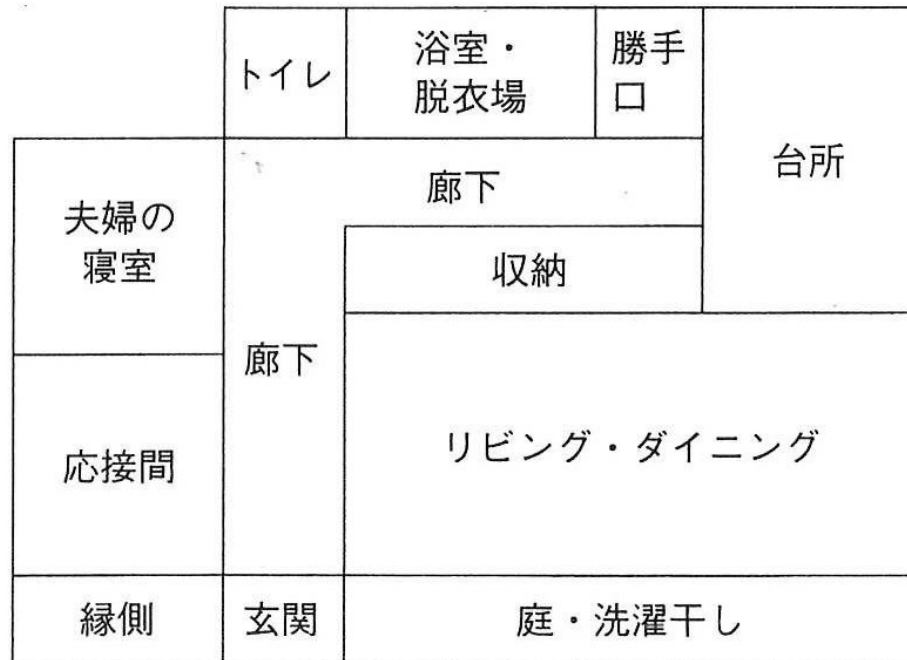 トイレ
浴室・
脱衣場
勝手
口
台所
廊下
夫婦の
寝室
収納
廊下
リビング・ダイニング
応接間
縁側
玄関
庭・洗濯干し